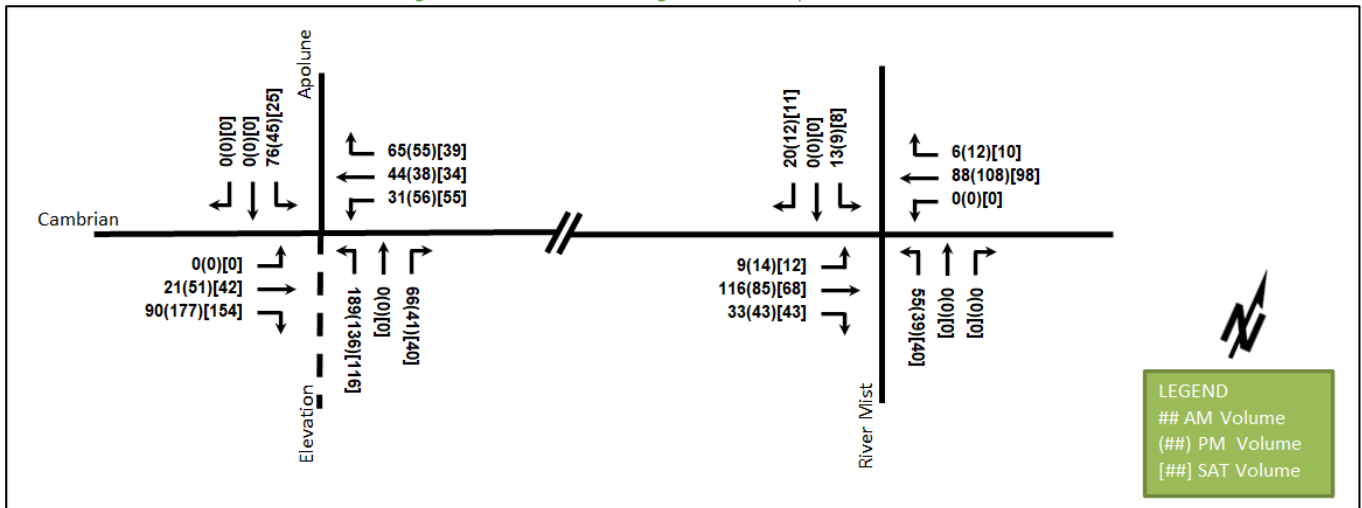 Apolune
0(0)[0]
0(0)[0]
76(45)[25]
65(55)[39]
44(38)[34]
31(56)[55]
Cambrian
0(0)[0]
21(51)[42]
90(177)[154]
189(136)[116]
0(0)[0]
66(41)[40]
Elevation
20(12)[11]
0(0)[0]
13(9)[8]
6(12)[10]
88(108)[98]
0(0)[0]
9(14)[12]
116(85)[68]
33(43)[43]
55(39)[40]
0(0)[0]
0(0)[0]
River Mist
N
LEGEND
## AM Volume
(##) PM Volume
[##] SAT Volume